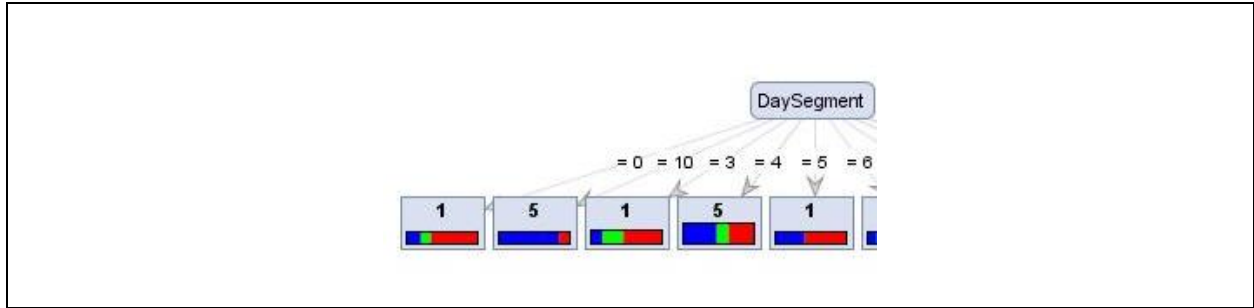 DaySegment
= 0 = 10 = 3 = 4 = 5 = 6
1 5 1 5 1